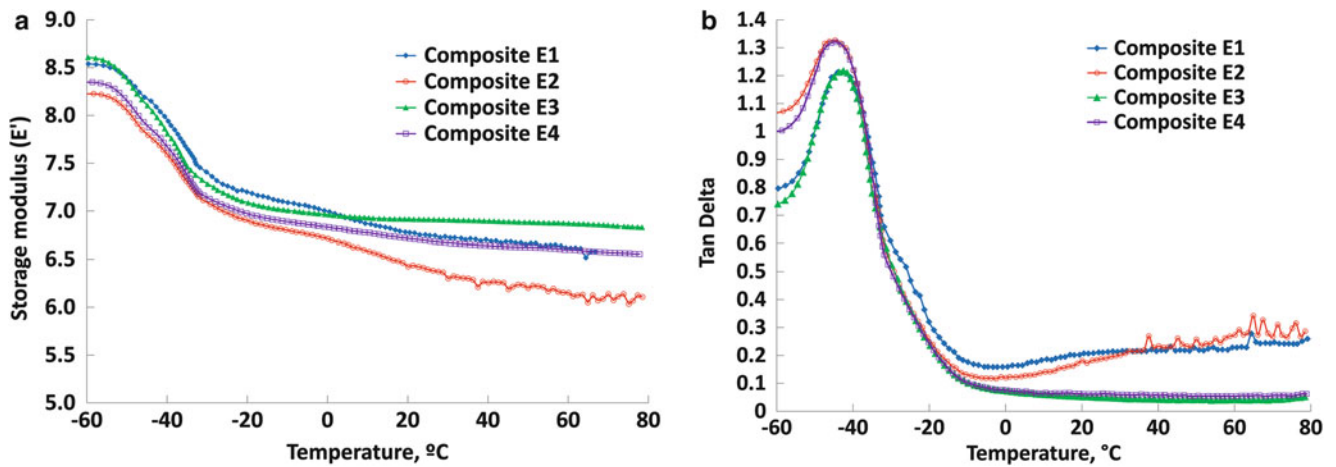 a
9.0
8.5
8.0
7.5
7.0
6.5
6.0
5.5
5.0
Storage modulus (E')
-60
-40
-20
0
20
40
60
80
Temperature, ºC
Composite E1
Composite E2
Composite E3
Composite E4
b
1.4
1.3
1.2
1.1
1
0.9
0.8
0.7
0.6
0.5
0.4
0.3
0.2
0.1
0
Tan Delta
-60
-40
-20
0
20
40
60
80
Temperature, °C
Composite E1
Composite E2
Composite E3
Composite E4